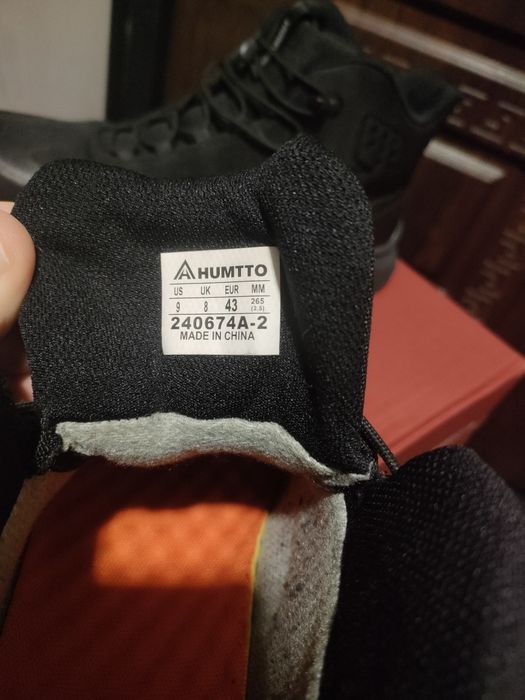 HUMTTO
US UK EUR MM
9 8 43 265 (2.5)
240674A-2
MADE IN CHINA